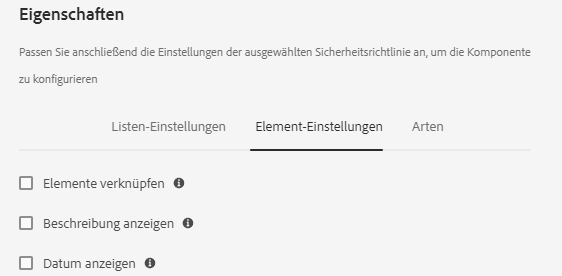 Eigenschaften
Passen Sie anschließend die Einstellungen der ausgewählten Sicherheitsrichtlinie an, um die Komponente
zu konfigurieren
Listen-Einstellungen Element-Einstellungen Arten
Elemente verknüpfen
Beschreibung anzeigen
Datum anzeigen